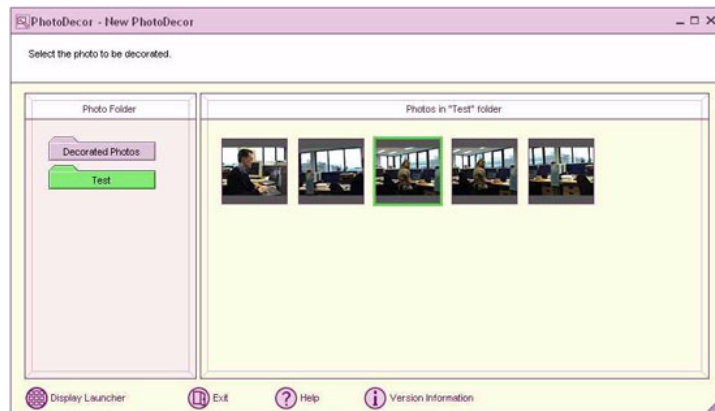 PhotoDecor - New PhotoDecor
Select the photo to be decorated.
Photo Folder
Photos in "Test" folder
Decorated Photos
Test
Display Launcher
Exit
Help
Version Information